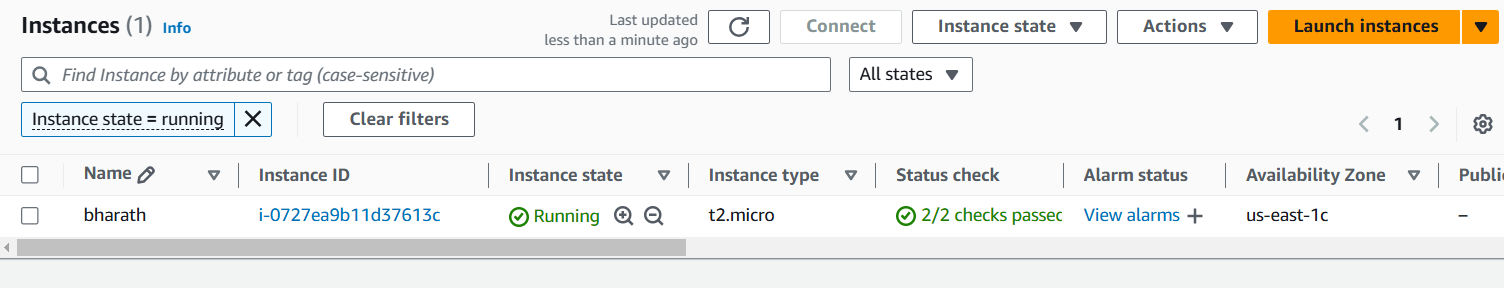 Instances (1) Info
Last updated
less than a minute ago
Connect
Instance state
Actions
Launch instances
Find Instance by attribute or tag (case-sensitive)
All states
Instance state = running
Clear filters
1
Name Instance ID Instance state Instance type Status check Alarm status Availability Zone Public
bharath i-0727ea9b11d37613c Running t2.micro 2/2 checks passed View alarms + us-east-1c –